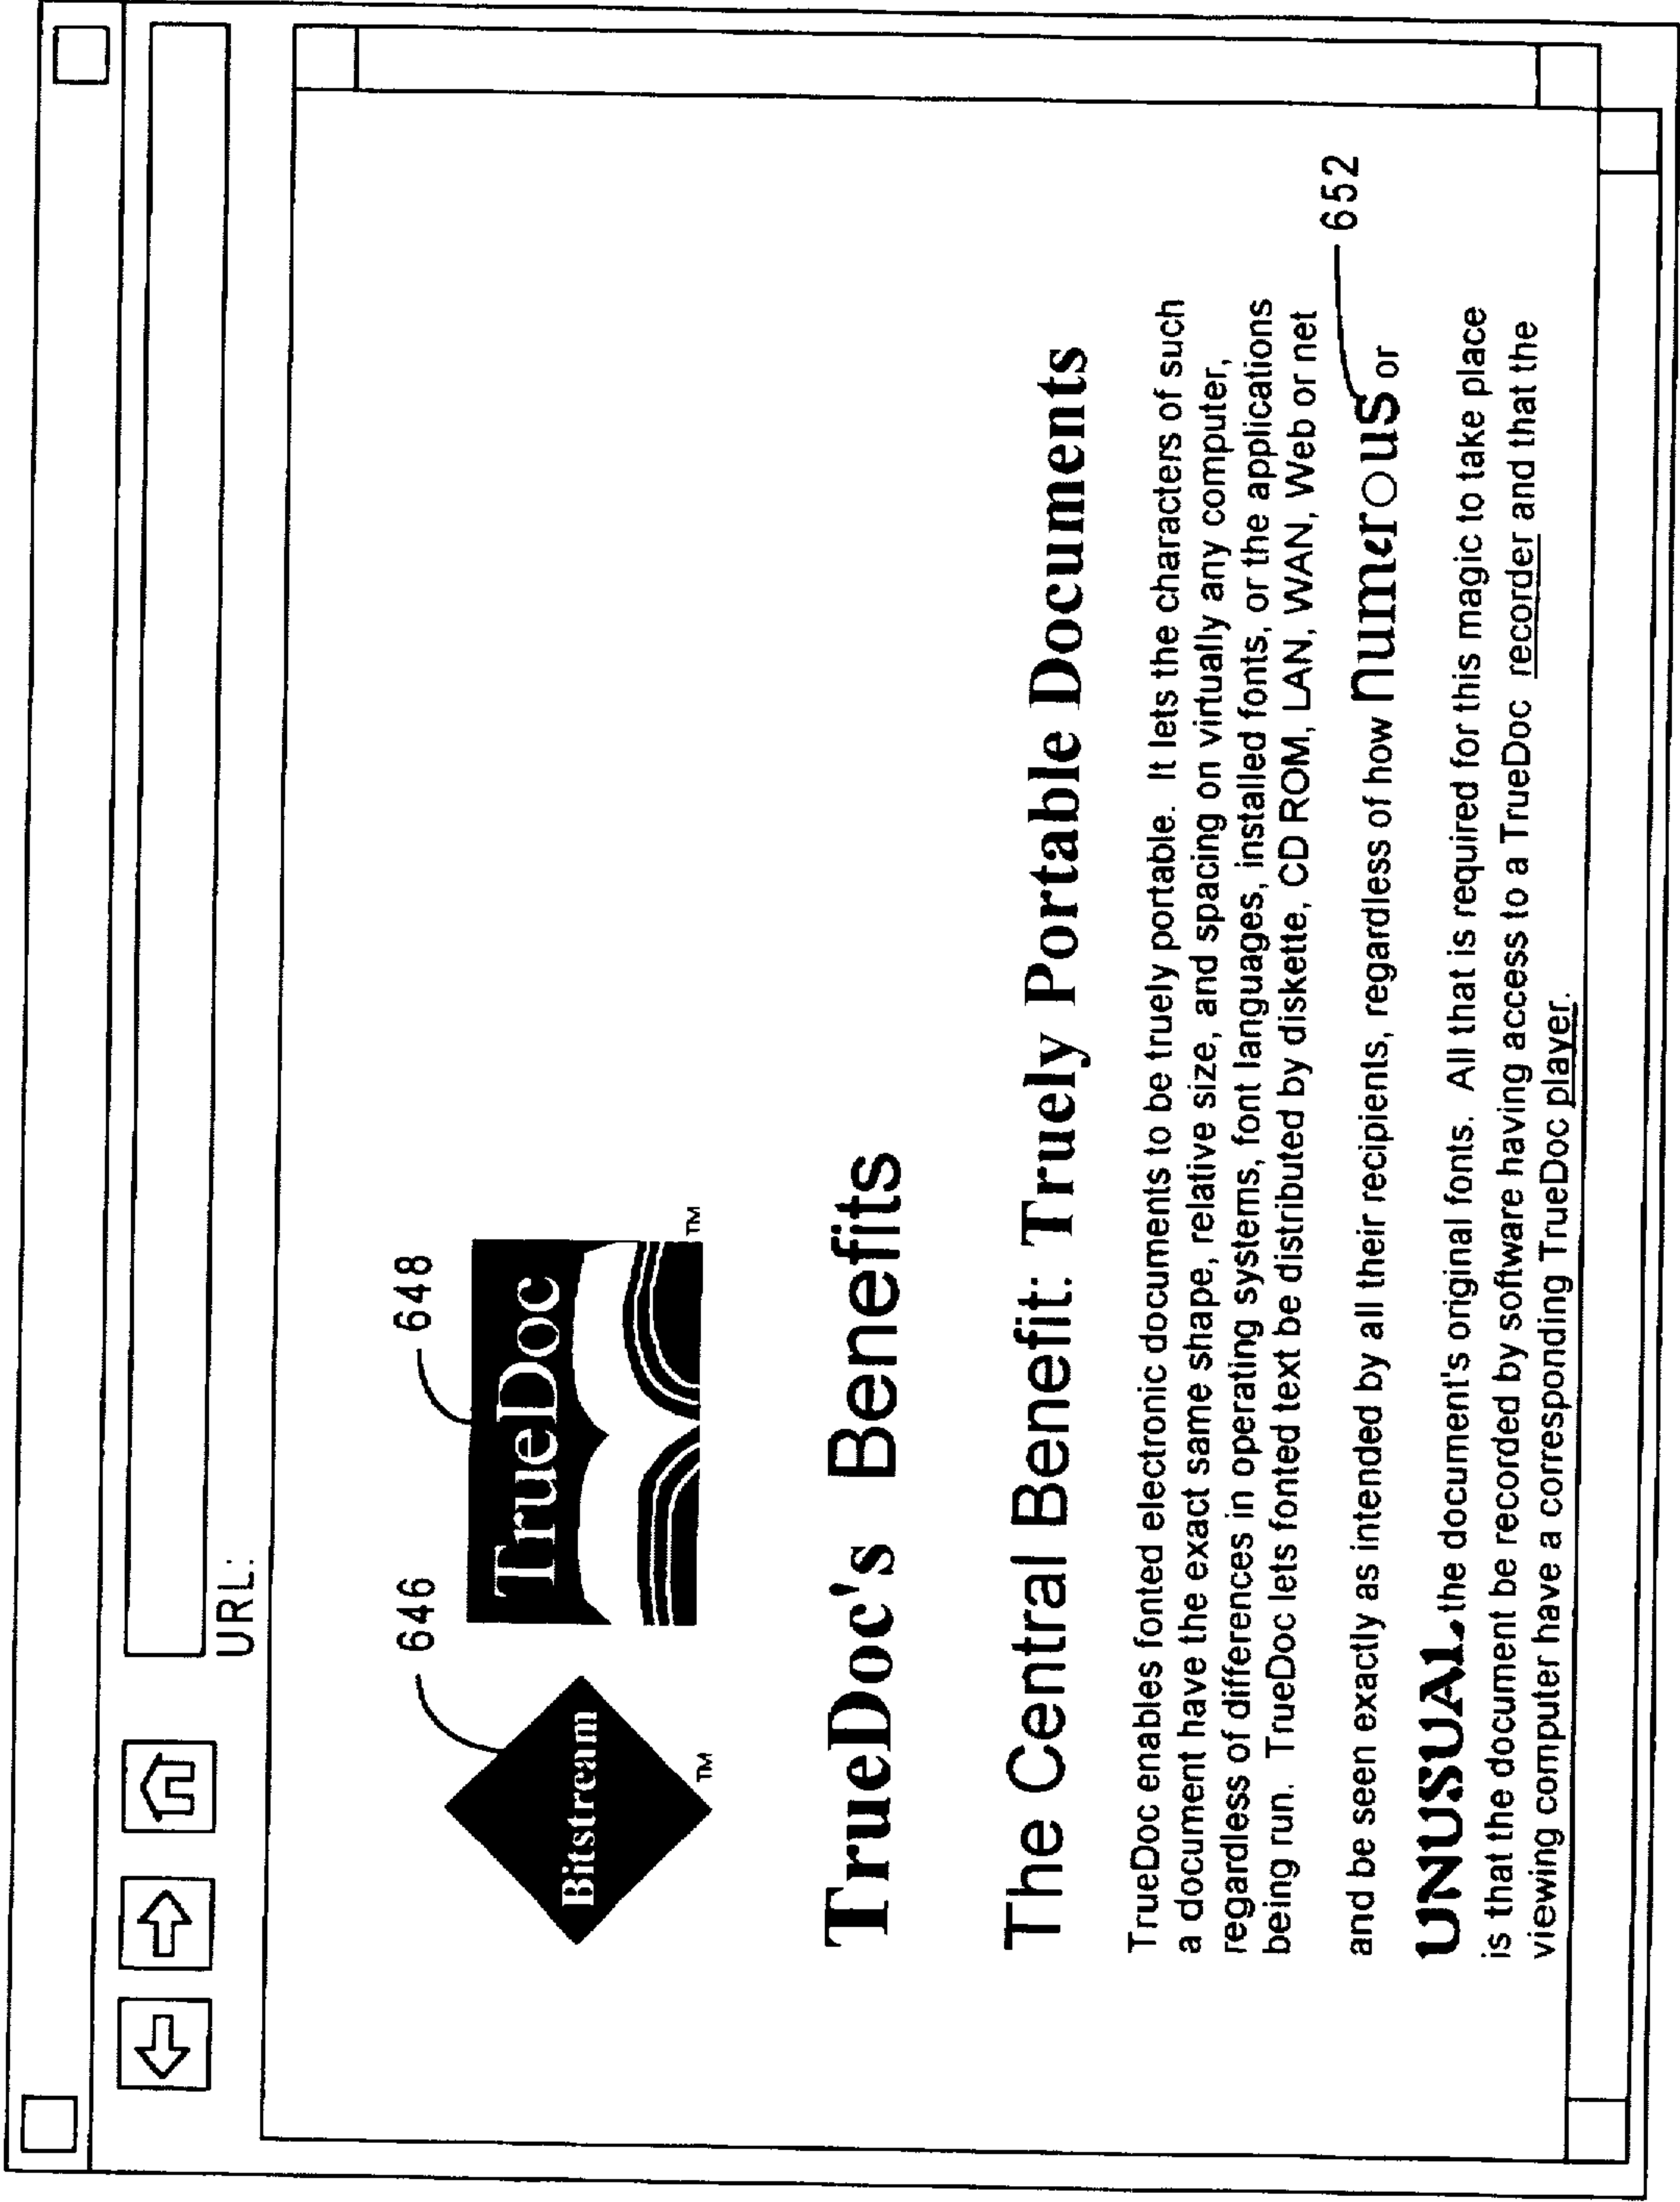 URL:
646
648
Bitstream
TM
TrueDoc
TM
TrueDoc's Benefits
The Central Benefit: Truely Portable Documents
TrueDoc enables fonted electronic documents to be truely portable. It lets the characters of such
a document have the exact same shape, relative size, and spacing on virtually any computer,
regardless of differences in operating systems, font languages, installed fonts, or the applications
being run. TrueDoc lets fonted text be distributed by diskette, CD ROM, LAN, WAN, Web or net
652
and be seen exactly as intended by all their recipients, regardless of how numerous or
UNUSUAL, the document's original fonts. All that is required for this magic to take place
is that the document be recorded by software having access to a TrueDoc recorder and that the
viewing computer have a corresponding TrueDoc player.